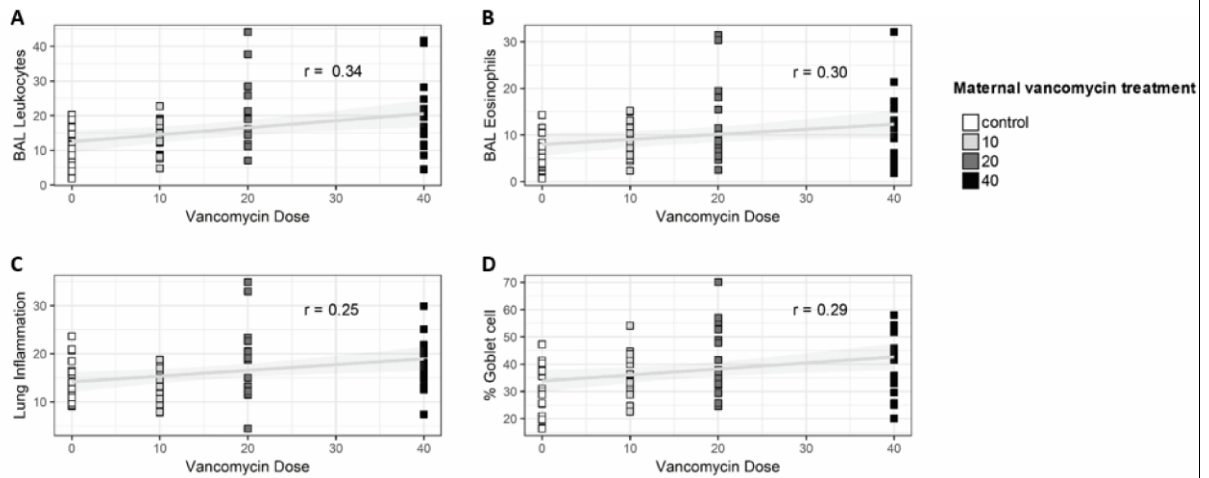 A
BAL Leukocytes
40
30
20
10
0
r = 0.34
0 10 20 30 40
Vancomycin Dose
B
BAL Eosinophils
30
20
10
0
r = 0.30
0 10 20 30 40
Vancomycin Dose
Maternal vancomycin treatment
control
10
20
40
C
Lung Inflammation
30
20
10
r = 0.25
0 10 20 30 40
Vancomycin Dose
D
% Goblet cell
70
60
50
40
30
20
r = 0.29
0 10 20 30 40
Vancomycin Dose